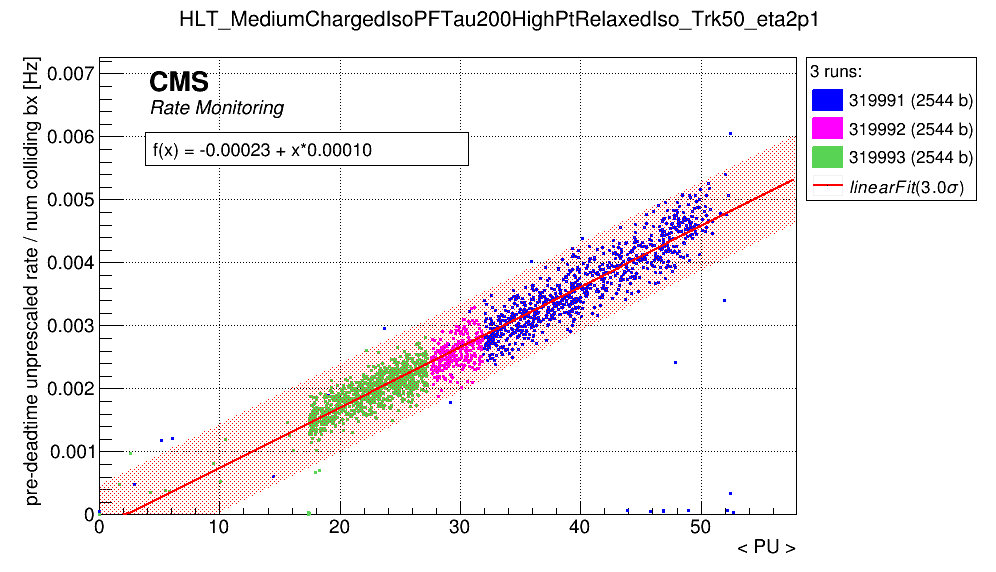 HLT_MediumChargedIsoPFTau200HighPtRelaxedIso_Trk50_eta2p1
pre-deadtime unprescaled rate / num colliding bx [Hz]
0.007
0.006
0.005
0.004
0.003
0.002
0.001
0
CMS
Rate Monitoring
f(x) = -0.00023 + x*0.00010
3 runs:
319991 (2544 b)
319992 (2544 b)
319993 (2544 b)
linearFit(3.0σ)
0 10 20 30 40 50
< PU >